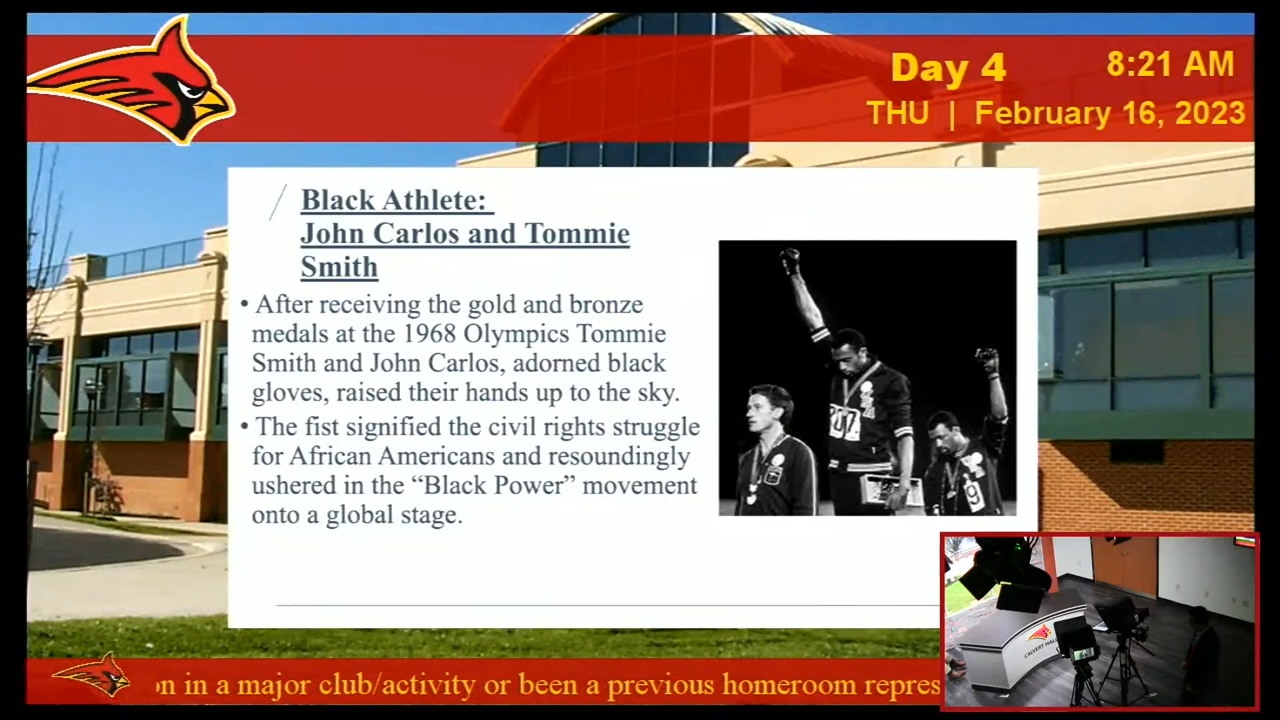 Day 4
8:21 AM
THU | February 16, 2023
Black Athlete:
John Carlos and Tommie
Smith
• After receiving the gold and bronze
medals at the 1968 Olympics Tommie
Smith and John Carlos, adorned black
gloves, raised their hands up to the sky.
• The fist signified the civil rights struggle
for African Americans and resoundingly
ushered in the “Black Power” movement
onto a global stage.
307
CALVERT HALL
on in a major club/activity or been a previous homeroom repres